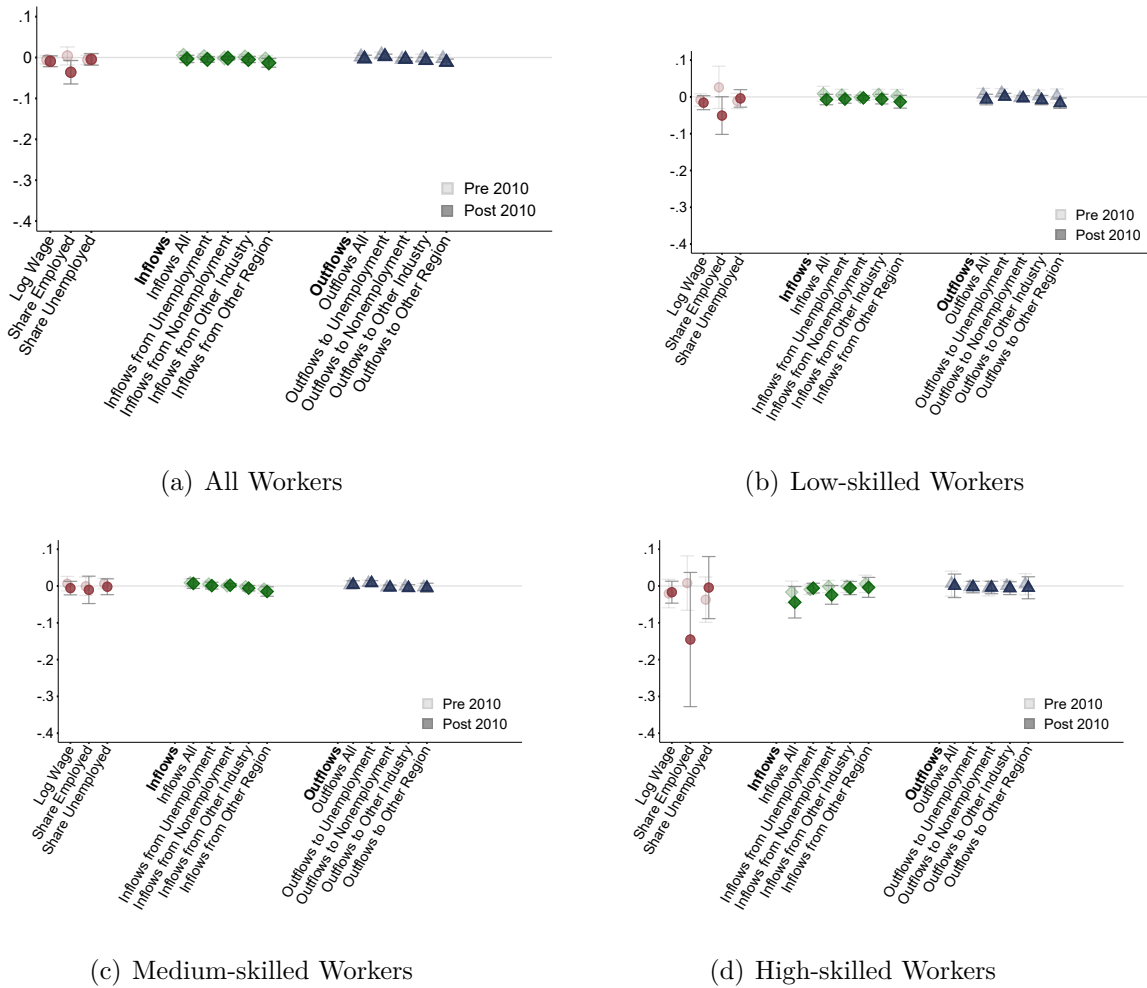 .1
0
-.1
-.2
-.3
-.4
Pre 2010
Post 2010
Log Wage
Share Employed
Share Unemployed
Inflows
Inflows All
Inflows from Unemployment
Inflows from Nonemployment
Inflows from Other Industry
Inflows from Other Region
Outflows
Outflows All
Outflows to Unemployment
Outflows to Nonemployment
Outflows to Other Industry
Outflows to Other Region
(a) All Workers
.1
0
-.1
-.2
-.3
-.4
Pre 2010
Post 2010
Log Wage
Share Employed
Share Unemployed
Inflows
Inflows All
Inflows from Unemployment
Inflows from Nonemployment
Inflows from Other Industry
Inflows from Other Region
Outflows
Outflows All
Outflows to Unemployment
Outflows to Nonemployment
Outflows to Other Industry
Outflows to Other Region
(b) Low-skilled Workers
.1
0
-.1
-.2
-.3
-.4
Pre 2010
Post 2010
Log Wage
Share Employed
Share Unemployed
Inflows
Inflows All
Inflows from Unemployment
Inflows from Nonemployment
Inflows from Other Industry
Inflows from Other Region
Outflows
Outflows All
Outflows to Unemployment
Outflows to Nonemployment
Outflows to Other Industry
Outflows to Other Region
(c) Medium-skilled Workers
.1
0
-.1
-.2
-.3
-.4
Pre 2010
Post 2010
Log Wage
Share Employed
Share Unemployed
Inflows
Inflows All
Inflows from Unemployment
Inflows from Nonemployment
Inflows from Other Industry
Inflows from Other Region
Outflows
Outflows All
Outflows to Unemployment
Outflows to Nonemployment
Outflows to Other Industry
Outflows to Other Region
(d) High-skilled Workers